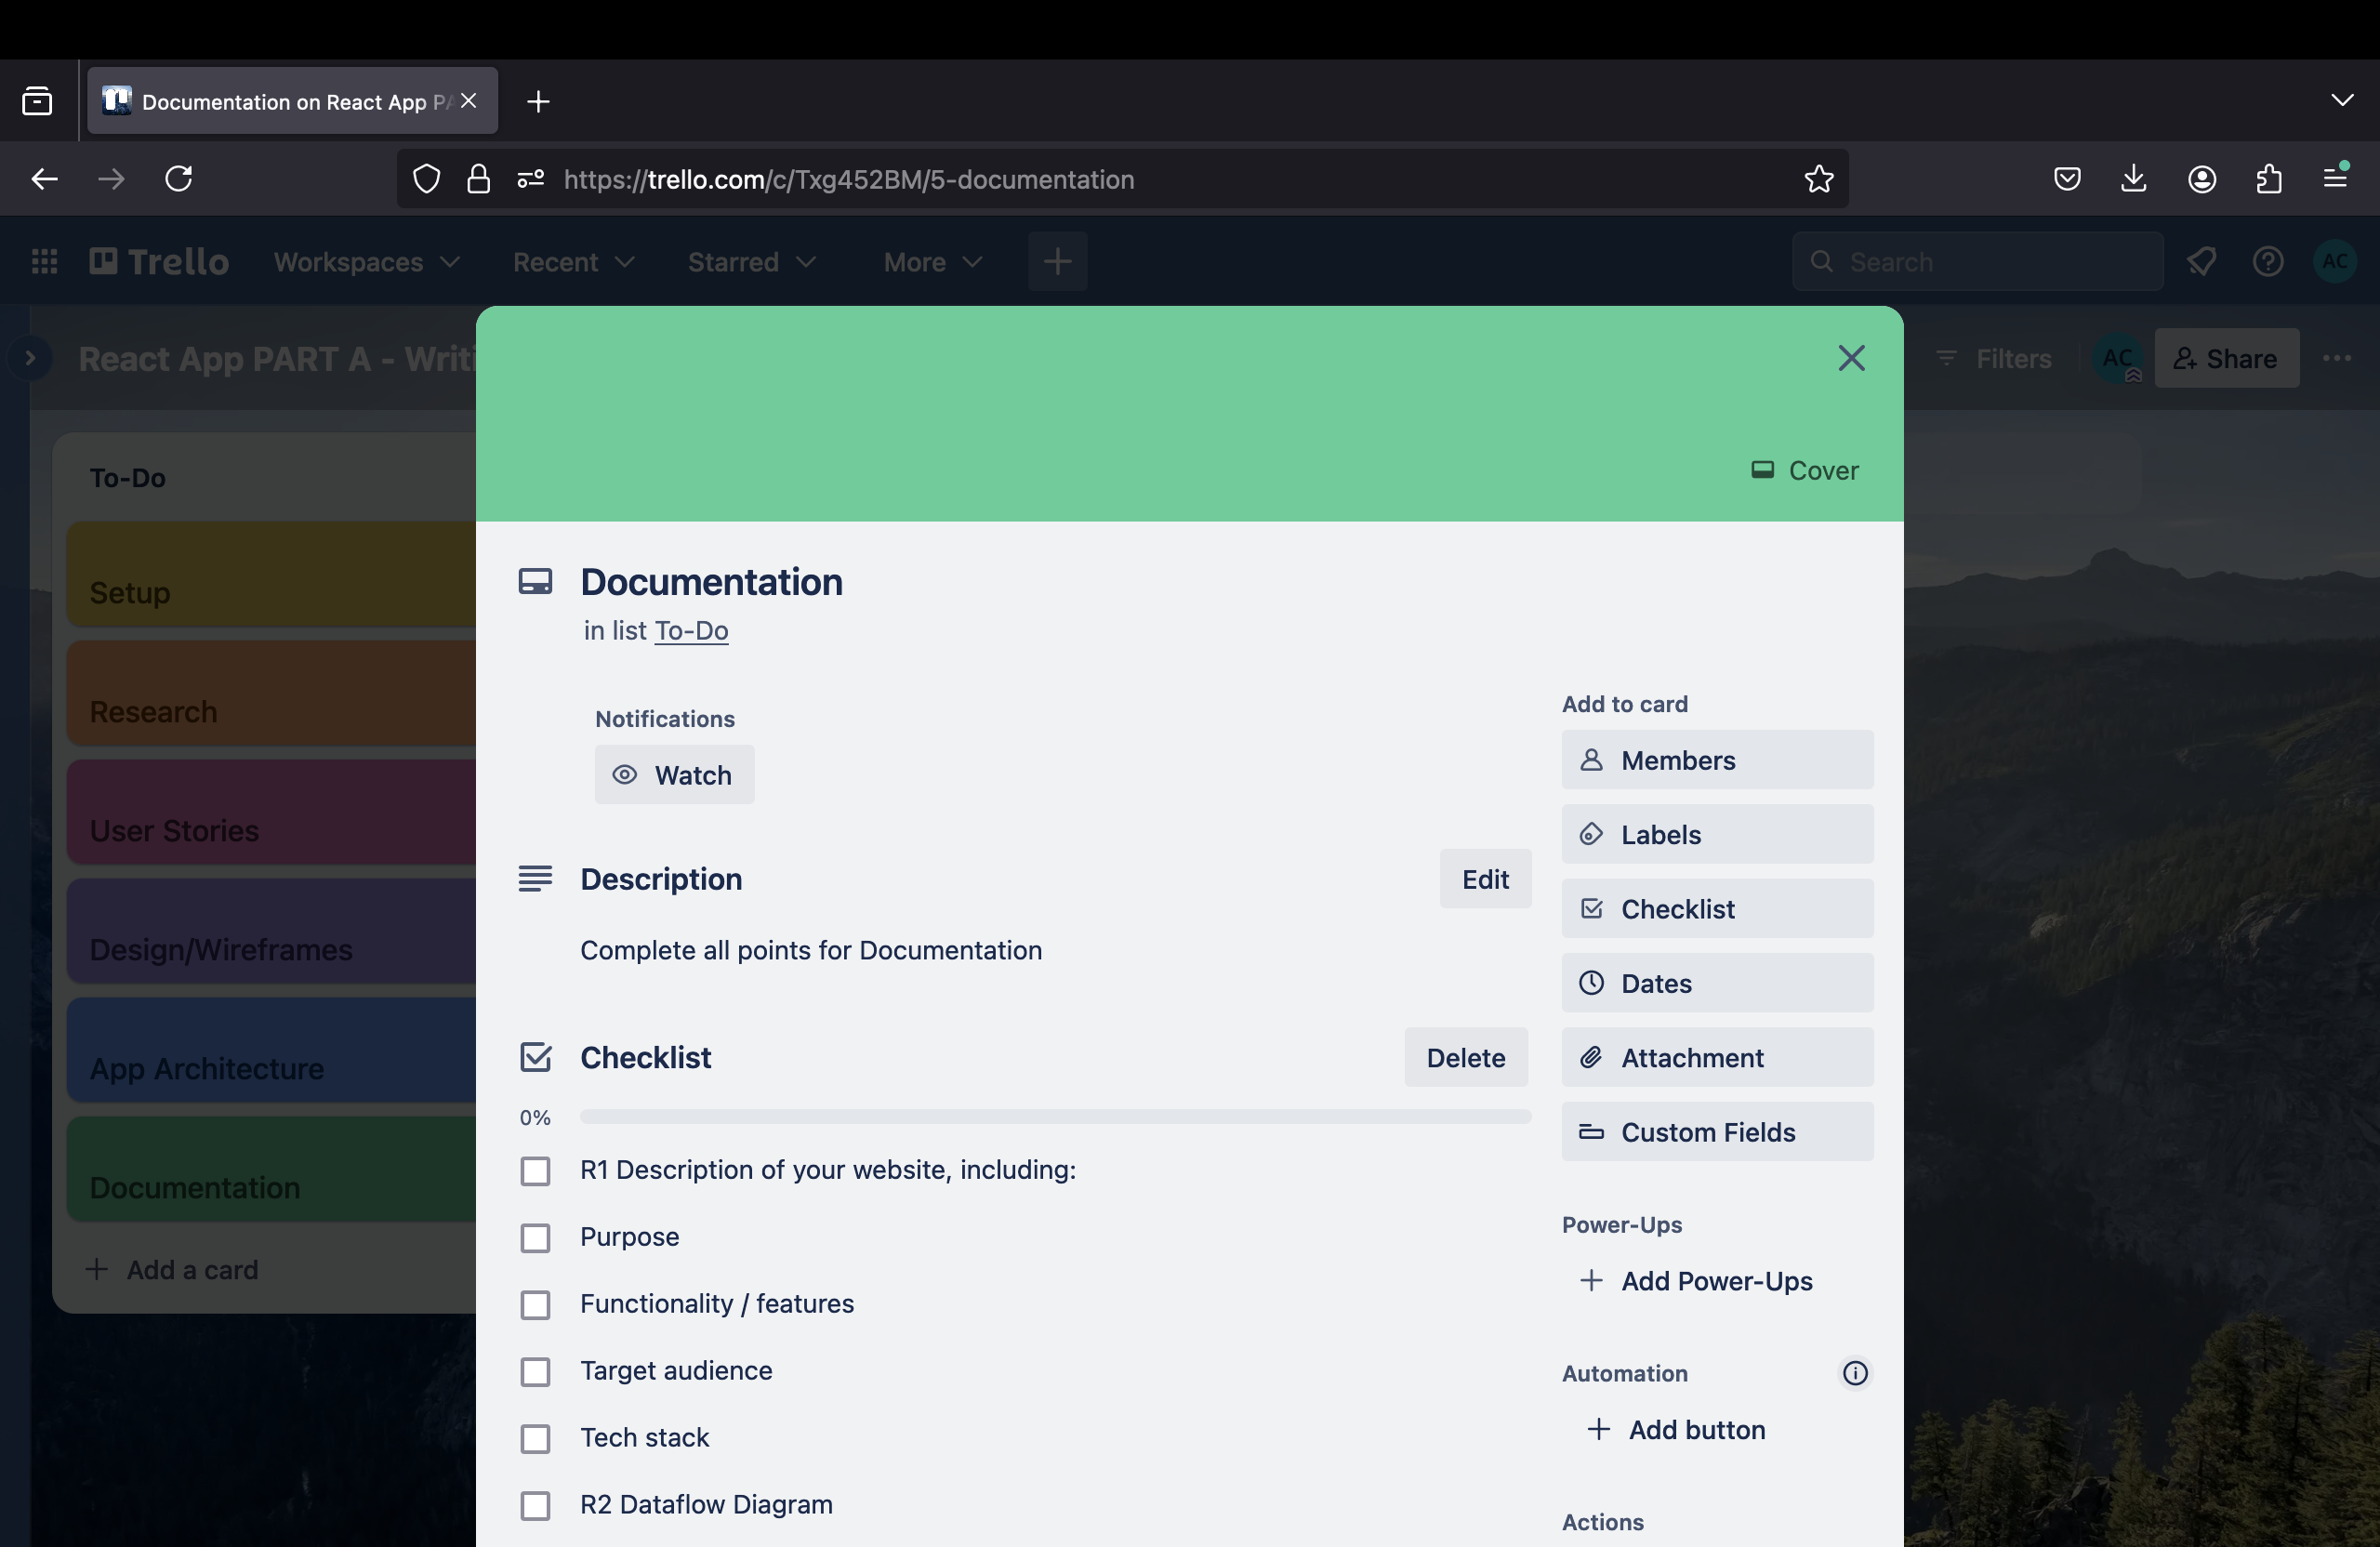 Documentation on React App PA
https://trello.com/c/Txg452BM/5-documentation
Trello
Workspaces
Recent
Starred
More
Search
AC
React App PART A - Writi
Filters
AC
Share
To-Do
Setup
Research
User Stories
Design/Wireframes
App Architecture
Documentation
Add a card
Cover
Documentation
in list To-Do
Notifications
Watch
Description
Edit
Complete all points for Documentation
Checklist
Delete
0%
R1 Description of your website, including:
Purpose
Functionality / features
Target audience
Tech stack
R2 Dataflow Diagram
Add to card
Members
Labels
Checklist
Dates
Attachment
Custom Fields
Power-Ups
Add Power-Ups
Automation
Add button
Actions